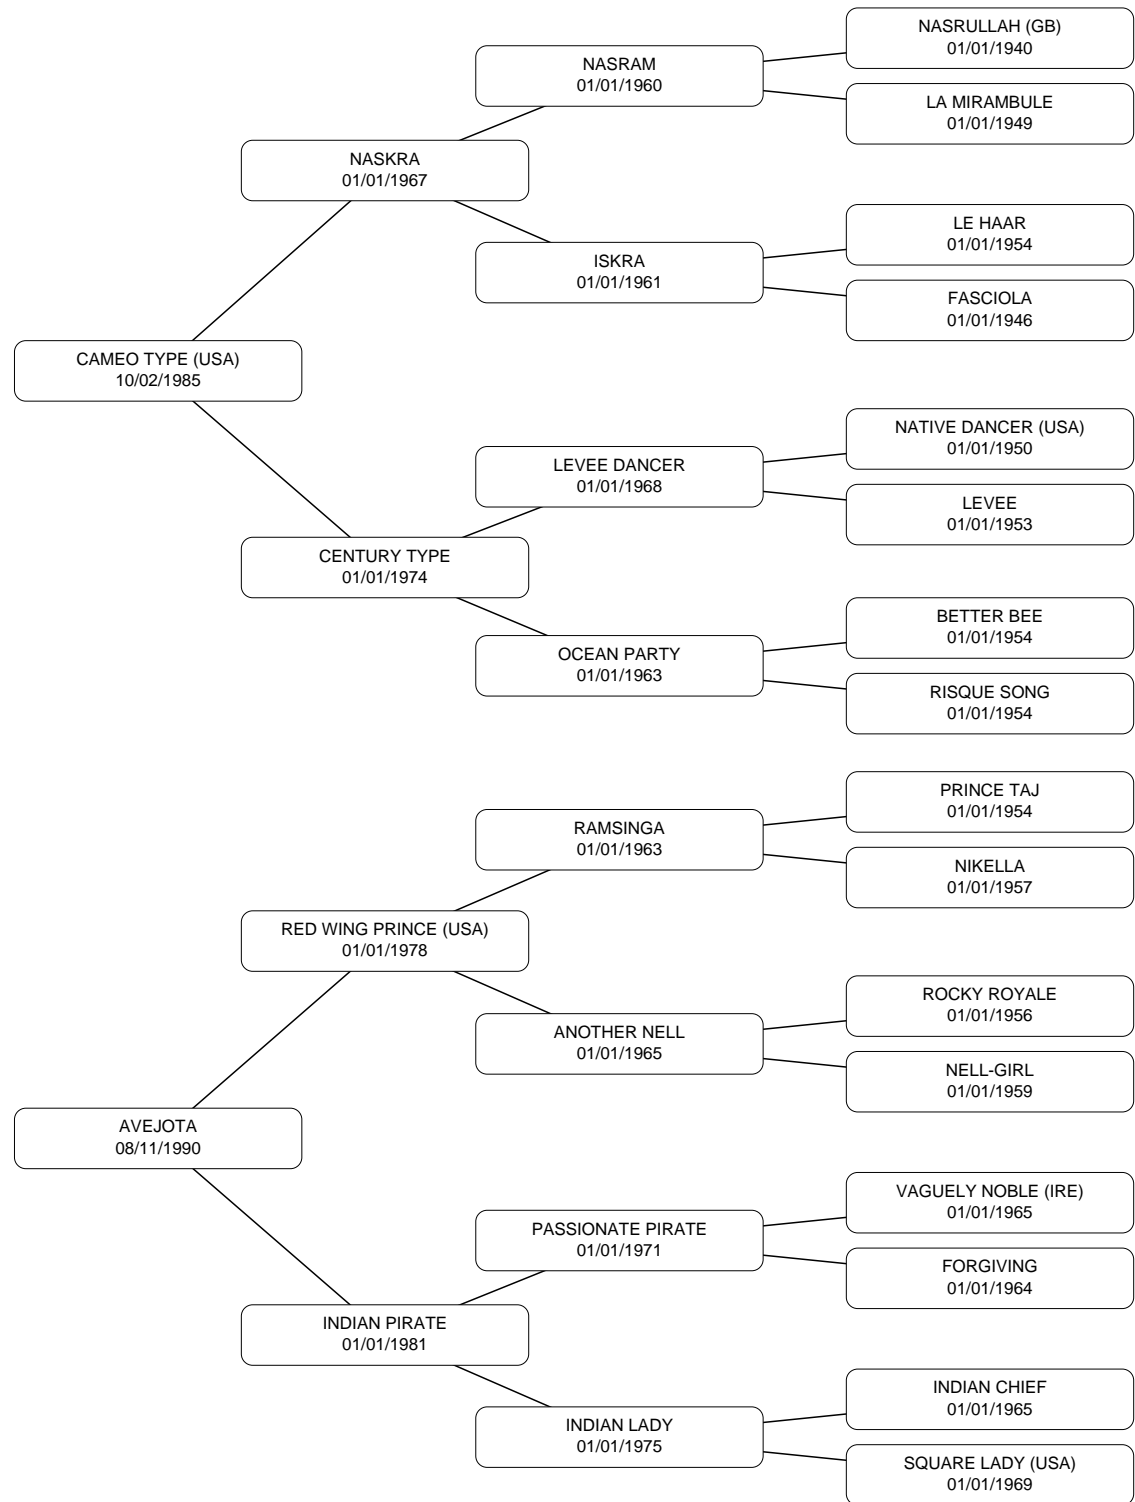 NASRULLAH (GB)
01/01/1940
NASRAM
01/01/1960
LA MIRAMBULE
01/01/1949
NASKRA
01/01/1967
LE HAAR
01/01/1954
ISKRA
01/01/1961
FASCIOLA
01/01/1946
CAMEO TYPE (USA)
10/02/1985
NATIVE DANCER (USA)
01/01/1950
LEVEE DANCER
01/01/1968
LEVEE
01/01/1953
CENTURY TYPE
01/01/1974
BETTER BEE
01/01/1954
OCEAN PARTY
01/01/1963
RISQUE SONG
01/01/1954
PRINCE TAJ
01/01/1954
RAMSINGA
01/01/1963
NIKELLA
01/01/1957
RED WING PRINCE (USA)
01/01/1978
ROCKY ROYALE
01/01/1956
ANOTHER NELL
01/01/1965
NELL-GIRL
01/01/1959
AVEJOTA
08/11/1990
VAGUELY NOBLE (IRE)
01/01/1965
PASSIONATE PIRATE
01/01/1971
FORGIVING
01/01/1964
INDIAN PIRATE
01/01/1981
INDIAN CHIEF
01/01/1965
INDIAN LADY
01/01/1975
SQUARE LADY (USA)
01/01/1969